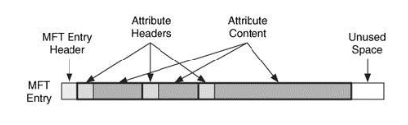 MFT Entry
Header
Attribute
Headers
Attribute
Content
Unused
Space
MFT
Entry